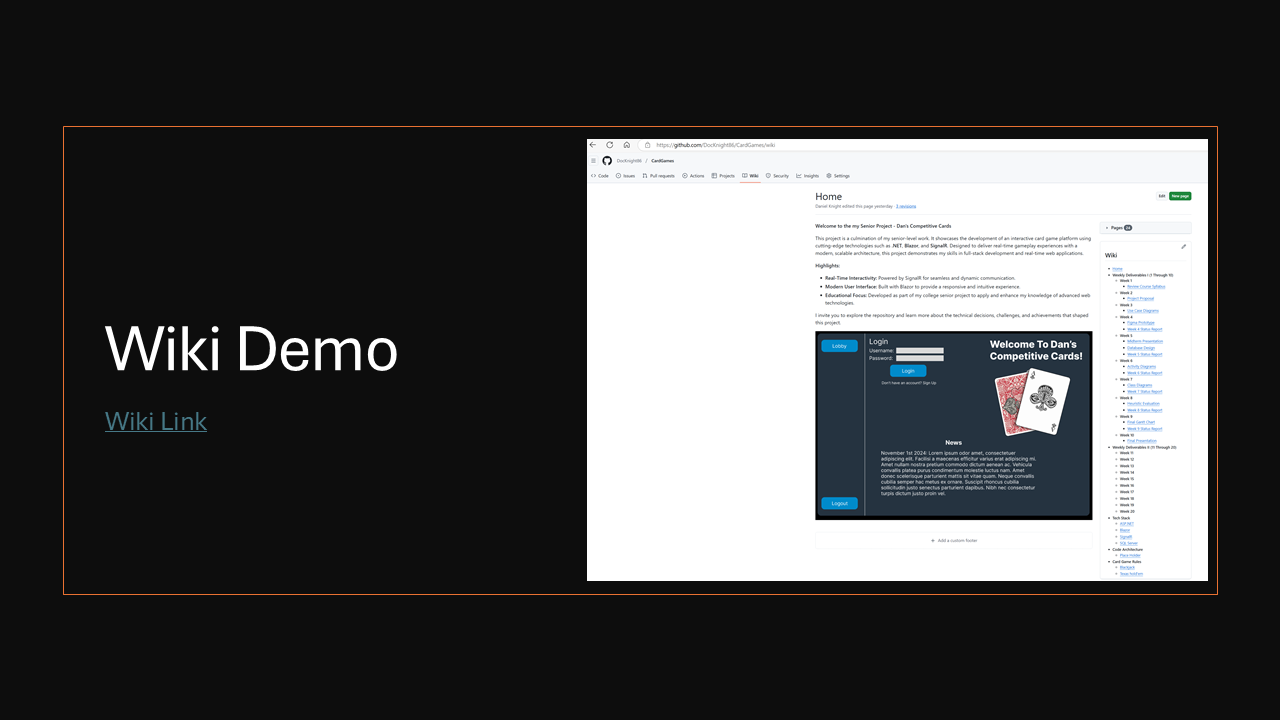 Wiki Demo
Wiki Link
https://github.com/DocKnight86/CardGames/wiki
DocKnight86 / CardGames
Code Issues Pull requests Actions Projects Wiki Security Insights Settings
Home
Edit New page
Daniel Knight edited this page yesterday · 3 revisions
Welcome to the my Senior Project - Dan's Competitive Cards
This project is a culmination of my senior-level work. It showcases the development of an interactive card game platform using
cutting-edge technologies such as .NET, Blazor, and SignalR. Designed to deliver real-time gameplay experiences with a
modern, scalable architecture, this project demonstrates my skills in full-stack development and real-time web applications.
Highlights:
Real-Time Interactivity: Powered by SignalR for seamless and dynamic communication.
Modern User Interface: Built with Blazor to provide a responsive and intuitive experience.
Educational Focus: Developed as part of my college senior project to apply and enhance my knowledge of advanced web
technologies.
I invite you to explore the repository and learn more about the technical decisions, challenges, and achievements that shaped
this project.
Lobby
Login
Username:
Password:
Login
Don't have an account? Sign Up
Welcome To Dan's
Competitive Cards!
News
November 1st 2024: Lorem ipsum odor amet, consectetuer
adipiscing elit. Facilisi a maeceras efficitur varius erat adipiscing mi.
Amet nullam nostra pretium commodo dictum aenean ac. Vehicula
convallis platea purus condimentum molestie luctus nam. Amet
donec scelerisque parturient mattis sit vitae quam. Neque convallis
cubilia semper hac metus ex ornare. Suscipit rhoncus cubilia
sollicitudin justo senectus parturient dapibus. Nibh nec consectetur
turpis dictum justo proin vel.
Logout
Add a custom footer
Pages 24
Wiki
Home
Weekly Deliverables I (1 Through 10)
Week 1
Review Course Syllabus
Week 2
Project Proposal
Week 3
Use Case Diagrams
Week 4
Figma Prototype
Week 4 Status Report
Week 5
Midterm Presentation
Database Design
Week 5 Status Report
Week 6
Activity Diagrams
Week 6 Status Report
Week 7
Class Diagrams
Week 7 Status Report
Week 8
Heuristic Evaluation
Week 8 Status Report
Week 9
Final Gantt Chart
Week 9 Status Report
Week 10
Final Presentation
Weekly Deliverables II (11 Through 20)
Week 11
Week 12
Week 13
Week 14
Week 15
Week 16
Week 17
Week 18
Week 19
Week 20
Tech Stack
ASP.NET
Blazor
SignalR
SQL Server
Code Architecture
Place Holder
Card Game Rules
Blackjack
Texas Hold'em